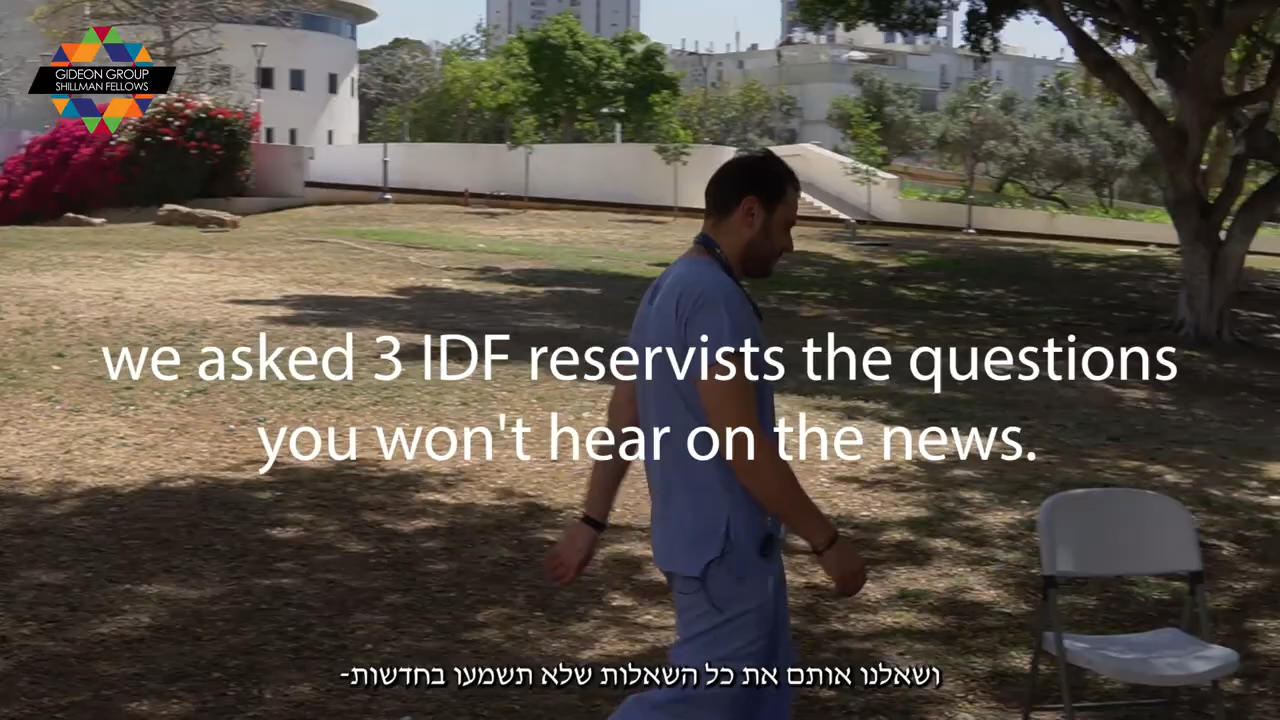 GIDEON GROUP
SHILLMAN FELLOWS
we asked 3 IDF reservists the questions
you won't hear on the news.
ושאלנו אותם את כל השאלות שלא תשמעו בחדשות-